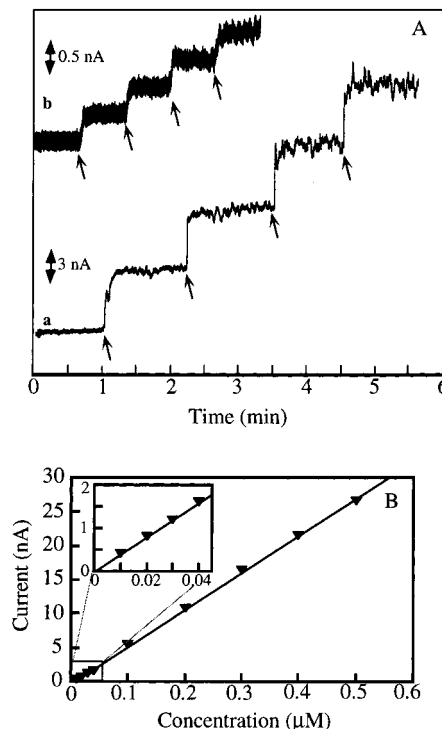 A
0.5 nA
b
3 nA
a
0 1 2 3 4 5 6
Time (min)
B
30
25
20
15
10
5
0
Current (nA)
2
1
0
0 0.02 0.04
0.1 0.2 0.3 0.4 0.5 0.6
Concentration (μM)